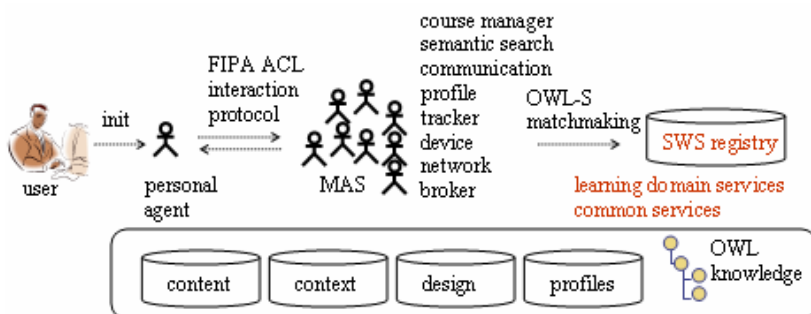 course manager
semantic search
communication
profile
tracker
device
network
broker
FIPA ACL
interaction
protocol
OWL-S
matchmaking
init
SWS registry
user
personal
agent
MAS
learning domain services
common services
content
context
design
profiles
OWL
knowledge